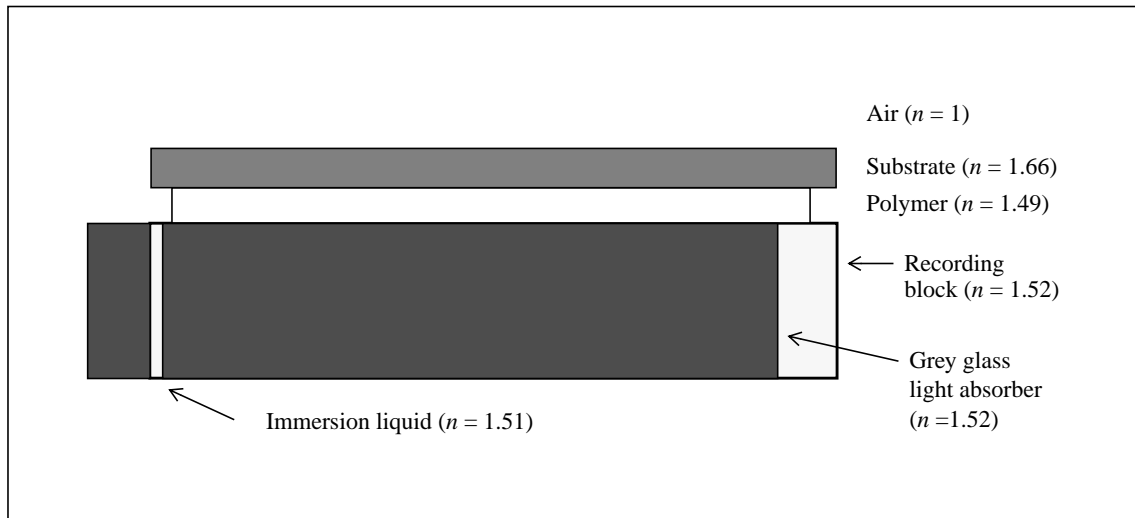 Air (n = 1)
Substrate (n = 1.66)
Polymer (n = 1.49)
Recording
block (n = 1.52)
Grey glass
light absorber
(n =1.52)
Immersion liquid (n = 1.51)